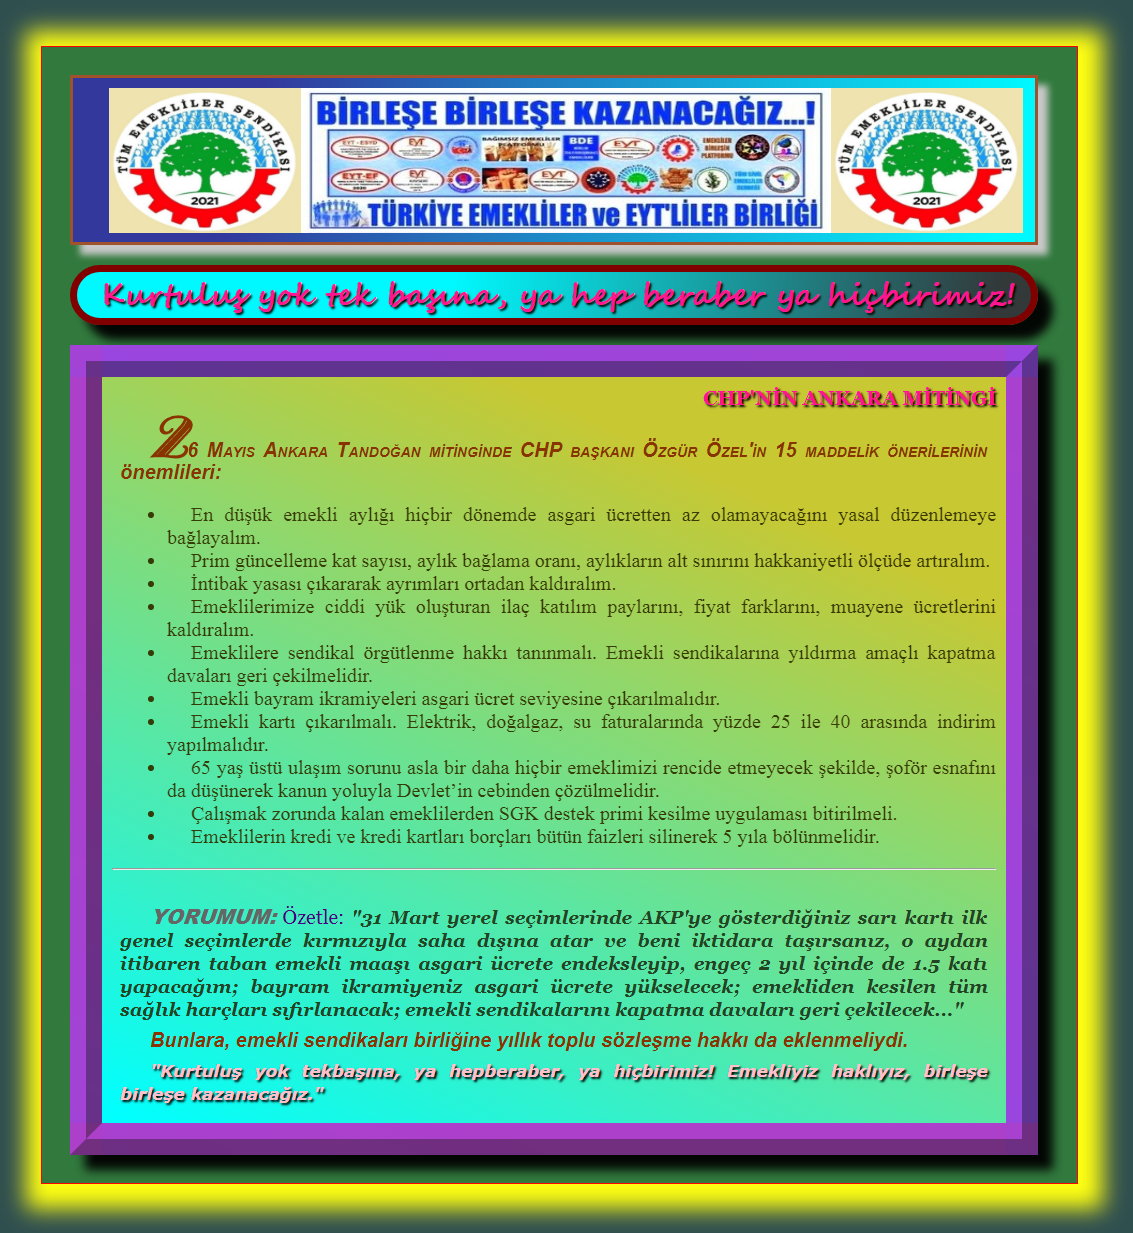 TÜM EMEKLİLER SENDİKASI
2021
BİRLEŞE BİRLEŞE KAZANACAĞIZ...!
EYT - ESYD
EYT
BAĞIMSIZ EMEKLİLER PLATFORMU
BDE
EYT
EMEKLİLER BİRLEŞİN PLATFORMU
EYT-EF
EYT
EYT
TÜRKİYE EMEKLİLER ve EYT'LİLER BİRLİĞİ
TÜM EMEKLİLER SENDİKASI
2021
Kurtuluş yok tek başına, ya hep beraber ya hiçbirimiz!
CHP'NİN ANKARA MİTİNGİ
26 Mayıs Ankara Tandoğan mitinginde CHP başkanı Özgür Özel'in 15 maddelik önerilerinin
önemlileri:
• En düşük emekli aylığı hiçbir dönemde asgari ücretten az olamayacağını yasal düzenlemeye
bağlayalım.
• Prim güncelleme kat sayısı, aylık bağlama oranı, aylıkların alt sınırını hakkaniyetli ölçüde artıralım.
• İntibak yasası çıkararak ayrımları ortadan kaldıralım.
• Emeklilerimize ciddi yük oluşturan ilaç katılım paylarını, fiyat farklarını, muayene ücretlerini
kaldıralım.
• Emeklilere sendikal örgütlenme hakkı tanınmalı. Emekli sendikalarına yıldırma amaçlı kapatma
davaları geri çekilmelidir.
• Emekli bayram ikramiyeleri asgari ücret seviyesine çıkarılmalıdır.
• Emekli kartı çıkarılmalı. Elektrik, doğalgaz, su faturalarında yüzde 25 ile 40 arasında indirim
yapılmalıdır.
• 65 yaş üstü ulaşım sorunu asla bir daha hiçbir emeklimizi rencide etmeyecek şekilde, şoför esnafını
da düşünerek kanun yoluyla Devlet’in cebinden çözülmelidir.
• Çalışmak zorunda kalan emeklilerden SGK destek primi kesilme uygulaması bitirilmeli.
• Emeklilerin kredi ve kredi kartları borçları bütün faizleri silinerek 5 yıla bölünmelidir.
YORUMUM: Özetle: "31 Mart yerel seçimlerinde AKP'ye gösterdiğiniz sarı kartı ilk
genel seçimlerde kırmızıyla saha dışına atar ve beni iktidara taşırsanız, o aydan
itibaren taban emekli maaşı asgari ücrete endeksleyip, engeç 2 yıl içinde de 1.5 katı
yapacağım; bayram ikramiyeniz asgari ücrete yükselecek; emekliden kesilen tüm
sağlık harçları sıfırlanacak; emekli sendikalarını kapatma davaları geri çekilecek..."
Bunlara, emekli sendikaları birliğine yıllık toplu sözleşme hakkı da eklenmeliydi.
"Kurtuluş yok tekbaşına, ya hepberaber, ya hiçbirimiz! Emekliyiz haklıyız, birleşe
birleşe kazanacağız."